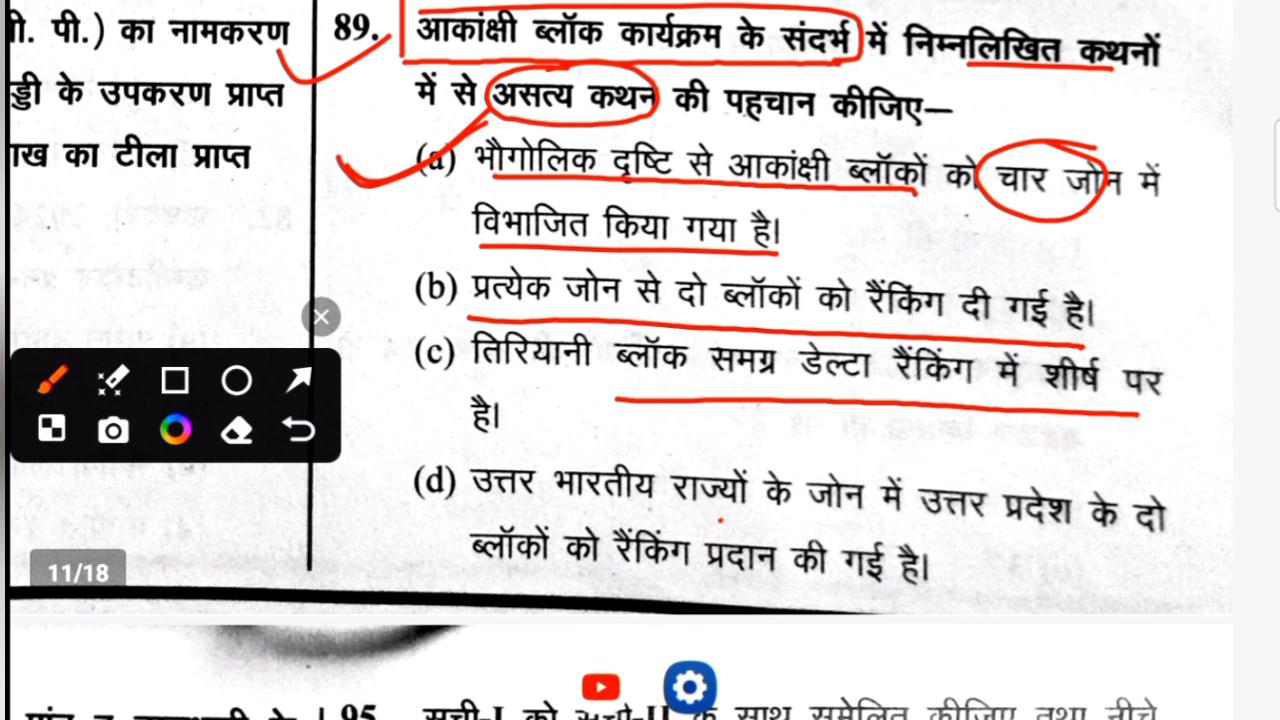 पी.) का नामकरण
के उपकरण प्राप्त
का टीला प्राप्त
89. आकांक्षी ब्लॉक कार्यक्रम के संदर्भ में निम्नलिखित कथनों
में से असत्य कथन की पहचान कीजिए—
(a) भौगोलिक दृष्टि से आकांक्षी ब्लॉकों को चार जोन में
विभाजित किया गया है।
(b) प्रत्येक जोन से दो ब्लॉकों को रैंकिंग दी गई है।
(c) तिरियानी ब्लॉक समग्र डेल्टा रैंकिंग में शीर्ष पर
है।
(d) उत्तर भारतीय राज्यों के जोन में उत्तर प्रदेश के दो
ब्लॉकों को रैंकिंग प्रदान की गई है।
11/18
95. सूची-I को सूची-II के साथ सुमेलित कीजिए तथा नीचे